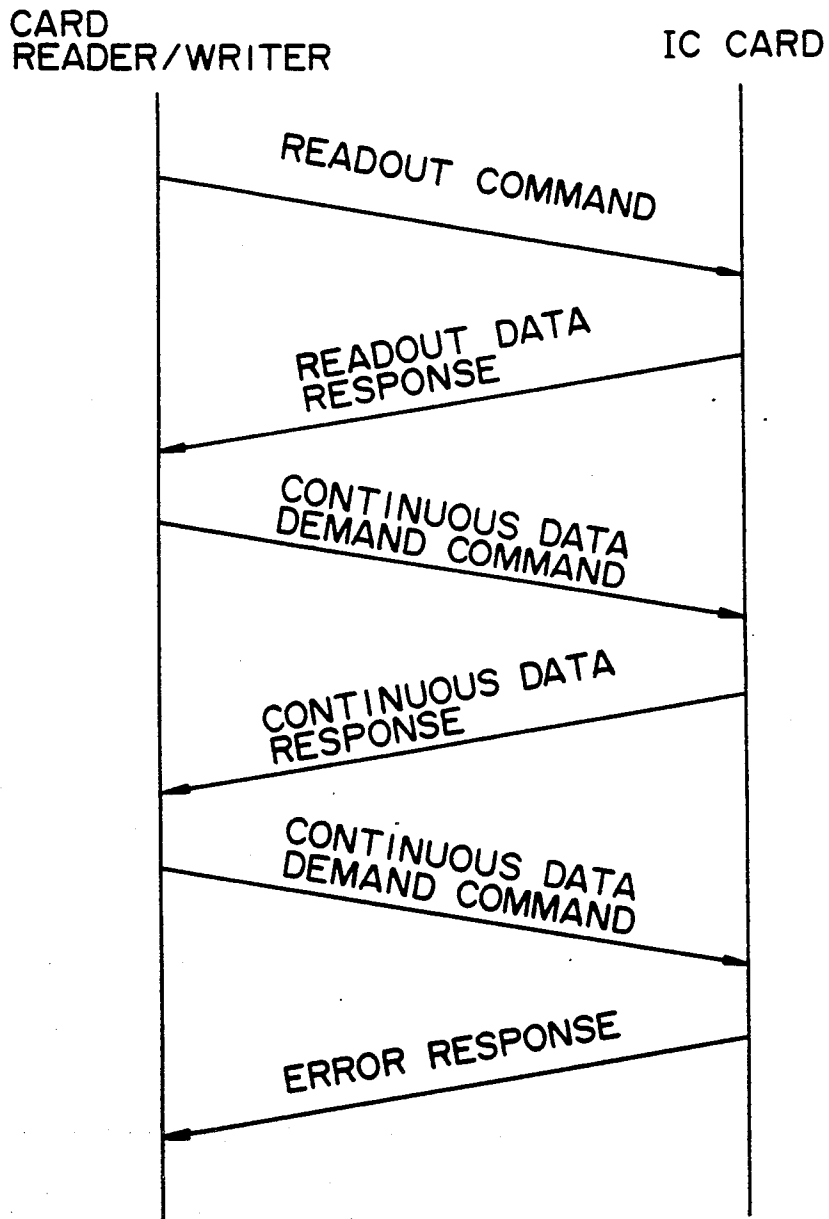 CARD
READER/WRITER
IC CARD
READOUT COMMAND
READOUT DATA
RESPONSE
CONTINUOUS DATA
DEMAND COMMAND
CONTINUOUS DATA
RESPONSE
CONTINUOUS DATA
DEMAND COMMAND
ERROR RESPONSE